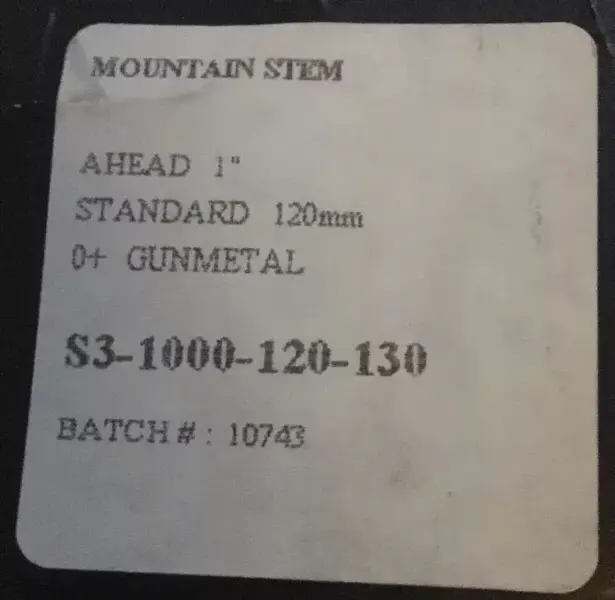 MOUNTAIN STEM
AHEAD 1"
STANDARD 120mm
0+ GUNMETAL
S3-1000-120-130
BATCH # : 10743